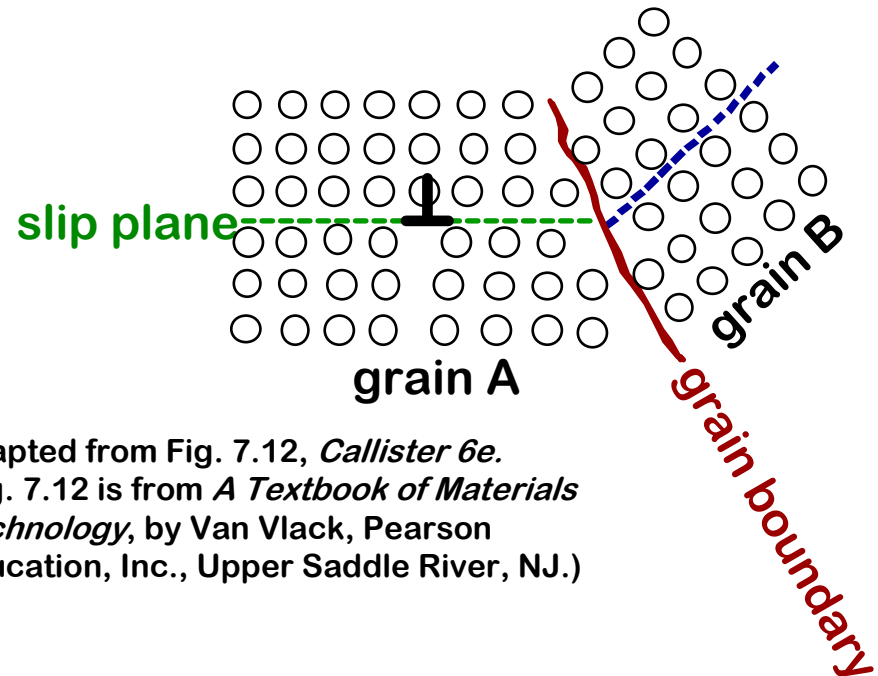 slip plane
grain A
grain B
grain boundary
apted from Fig. 7.12, Callister 6e.
g. 7.12 is from A Textbook of Materials
chnology, by Van Vlack, Pearson
ucation, Inc., Upper Saddle River, NJ.)